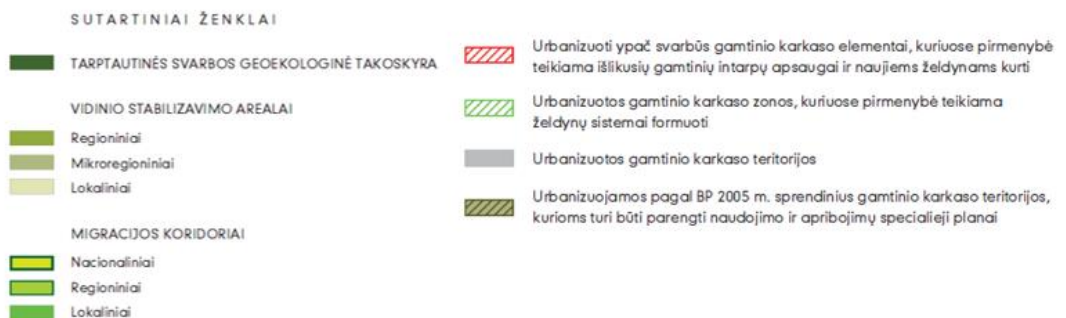 SUTARTINIAI ŽENKLAI
TARPTAUTINĖS SVARBOS GEOEKOLOGINĖ TAKOSKYRA
VIDINIO STABILIZAVIMO AREALAI
Regioniniai
Mikroregioniniai
Lokaliniai
MIGRACIJOS KORIDORIAI
Nacionaliniai
Regioniniai
Lokaliniai
Urbanizuoti ypač svarbūs gamtinio karkaso elementai, kuriuose pirmenybė
teikiama išlikusių gamtinių intarpų apsaugai ir naujiems želdynams kurti
Urbanizuotos gamtinio karkaso zonos, kuriuose pirmenybė teikiama
želdynų sistemai formuoti
Urbanizuotos gamtinio karkaso teritorijos
Urbanizuojamos pagal BP 2005 m. sprendinius gamtinio karkaso teritorijos,
kurioms turi būti parengti naudojimo ir apribojimų specialieji planai